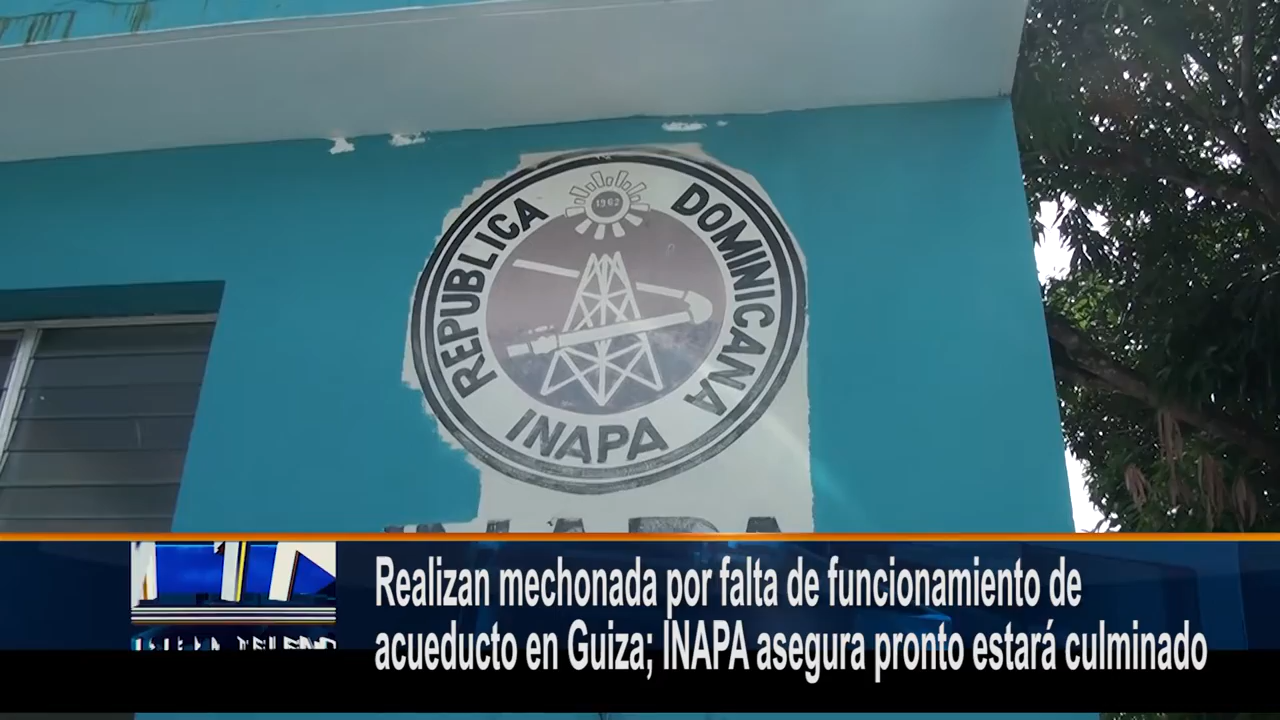 1962
REPUBLICA DOMINICANA
INAPA
Realizan mechonada por falta de funcionamiento de
acueducto en Guiza; INAPA asegura pronto estará culminado